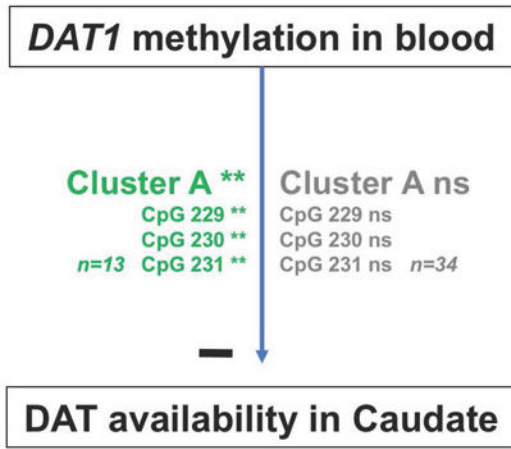 DAT1 methylation in blood
Cluster A ** Cluster A ns
CpG 229 ** CpG 229 ns
CpG 230 ** CpG 230 ns
n=13 CpG 231 ** CpG 231 ns n=34
DAT availability in Caudate